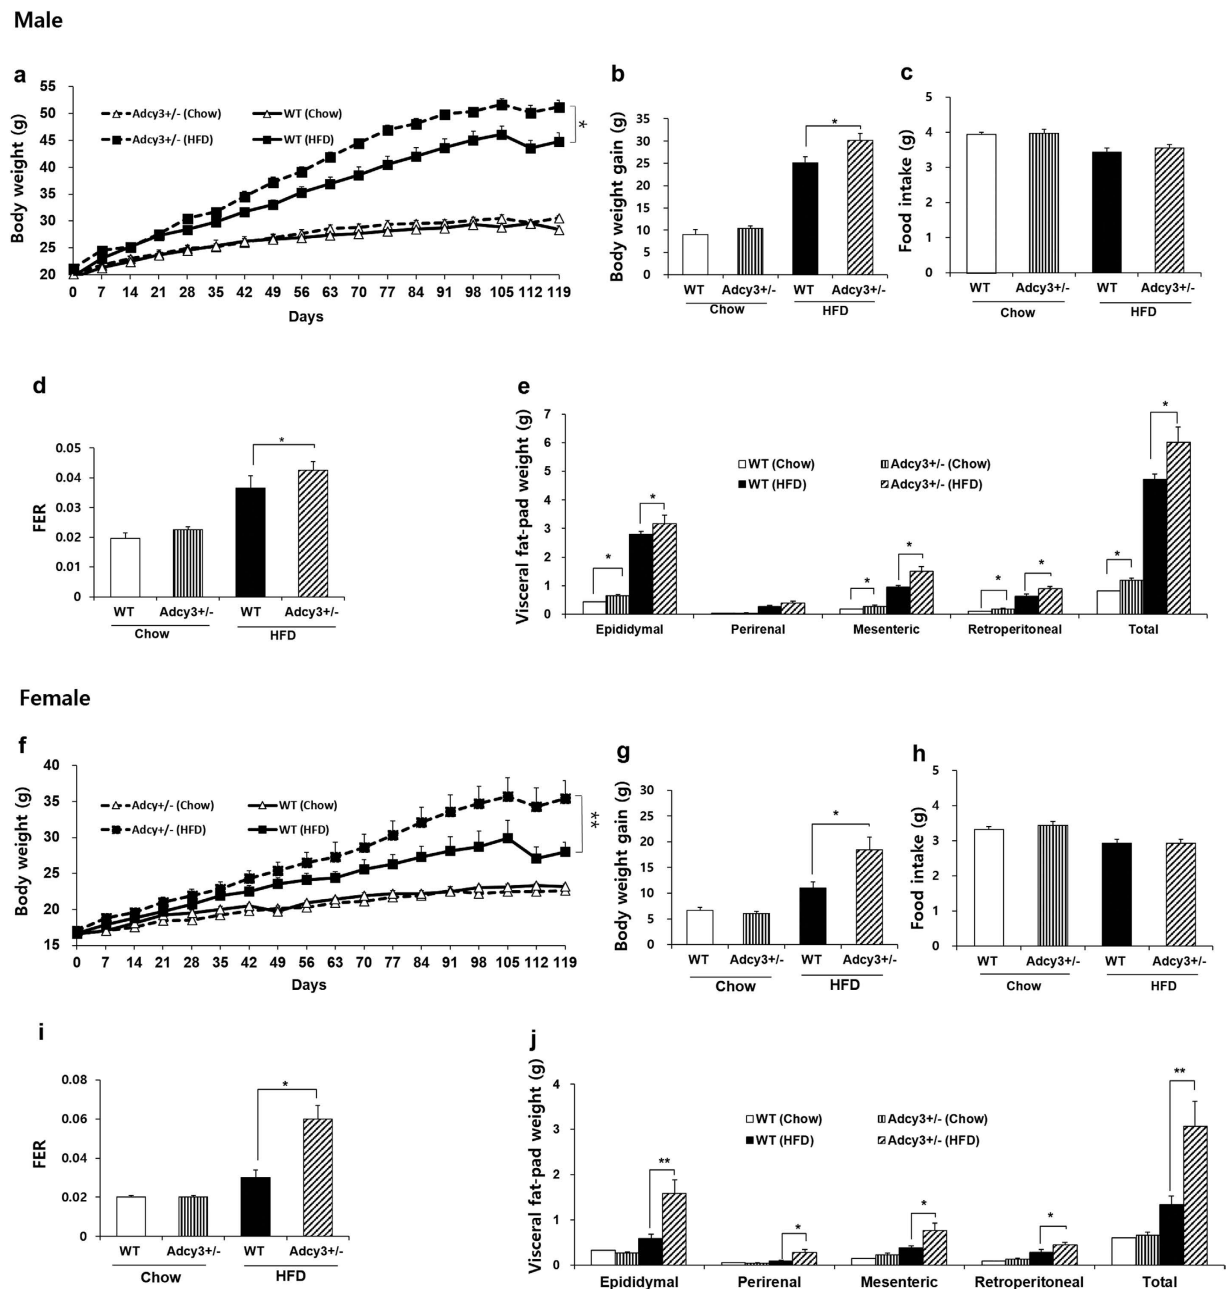 Male
a
Body weight (g)
55
50
45
40
35
30
25
20
Adcy3+/- (Chow)
WT (Chow)
Adcy3+/- (HFD)
WT (HFD)
*
0 7 14 21 28 35 42 49 56 63 70 77 84 91 98 105 112 119
Days
b
Body weight gain (g)
40
35
30
25
20
15
10
5
0
*
WT Adcy3+/- WT Adcy3+/-
Chow HFD
c
Food intake (g)
5
4
3
2
1
0
WT Adcy3+/- WT Adcy3+/-
Chow HFD
d
FER
0.05
0.04
0.03
0.02
0.01
0
*
WT Adcy3+/- WT Adcy3+/-
Chow HFD
e
Visceral fat-pad weight (g)
7
6
5
4
3
2
1
0
WT (Chow) Adcy3+/- (Chow)
WT (HFD) Adcy3+/- (HFD)
* * * * * * * *
Epididymal Perirenal Mesenteric Retroperitoneal Total
Female
f
Body weight (g)
40
35
30
25
20
15
Adcy+/- (Chow)
WT (Chow)
Adcy+/- (HFD)
WT (HFD)
**
0 7 14 21 28 35 42 49 56 63 70 77 84 91 98 105 112 119
Days
g
Body weight gain (g)
30
25
20
15
10
5
0
*
WT Adcy3+/- WT Adcy3+/-
Chow HFD
h
Food intake (g)
5
4
3
2
1
0
WT Adcy3+/- WT Adcy3+/-
Chow HFD
i
FER
0.08
0.06
0.04
0.02
0
*
WT Adcy3+/- WT Adcy3+/-
Chow HFD
j
Visceral fat-pad weight (g)
4
3
2
1
0
WT (Chow) Adcy3+/- (Chow)
WT (HFD) Adcy3+/- (HFD)
** * * * **
Epididymal Perirenal Mesenteric Retroperitoneal Total